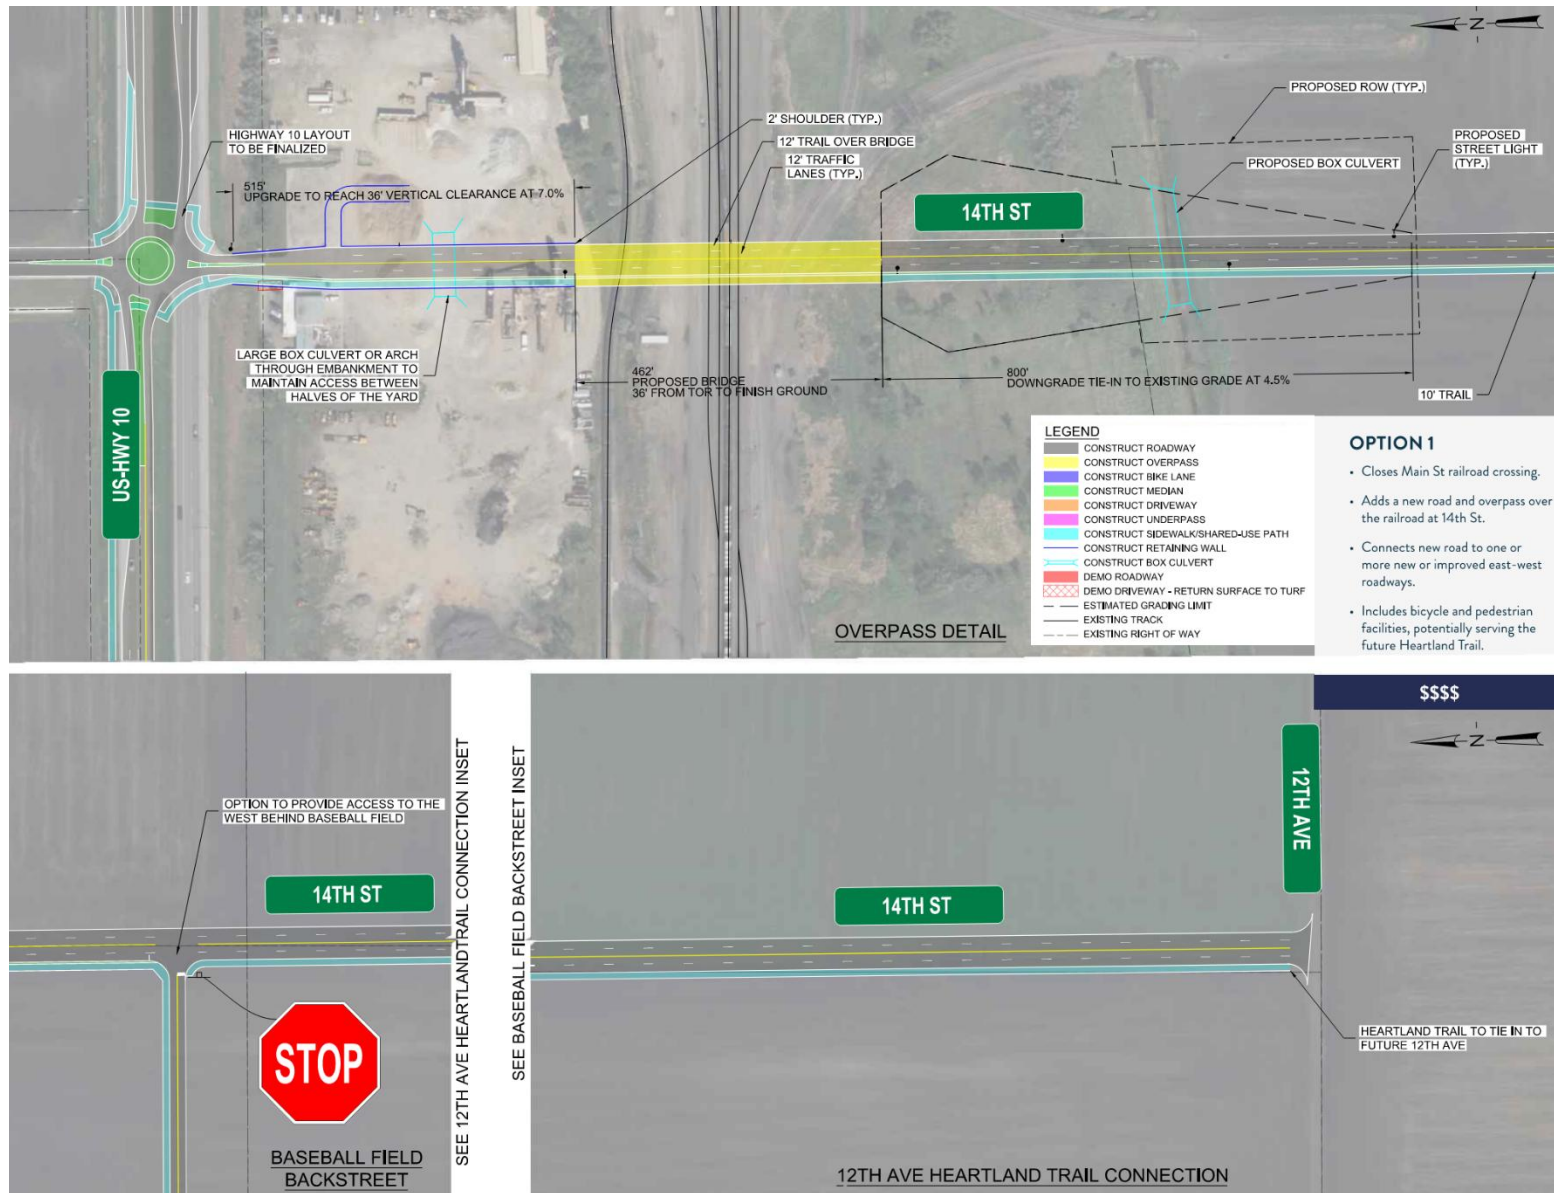 N
HIGHWAY 10 LAYOUT
TO BE FINALIZED
515'
UPGRADE TO REACH 36' VERTICAL CLEARANCE AT 7.0%
2' SHOULDER (TYP.)
12' TRAIL OVER BRIDGE
12' TRAFFIC
LANES (TYP.)
PROPOSED ROW (TYP.)
PROPOSED
STREET LIGHT
(TYP.)
PROPOSED BOX CULVERT
14TH ST
LARGE BOX CULVERT OR ARCH
THROUGH EMBANKMENT TO
MAINTAIN ACCESS BETWEEN
HALVES OF THE YARD
462'
PROPOSED BRIDGE
36' FROM TOR TO FINISH GROUND
800'
DOWNGRADE TIE-IN TO EXISTING GRADE AT 4.5%
10' TRAIL
US-HWY 10
LEGEND
CONSTRUCT ROADWAY
CONSTRUCT OVERPASS
CONSTRUCT BIKE LANE
CONSTRUCT MEDIAN
CONSTRUCT DRIVEWAY
CONSTRUCT UNDERPASS
CONSTRUCT SIDEWALK/SHARED-USE PATH
CONSTRUCT RETAINING WALL
CONSTRUCT BOX CULVERT
DEMO ROADWAY
DEMO DRIVEWAY - RETURN SURFACE TO TURF
ESTIMATED GRADING LIMIT
EXISTING TRACK
EXISTING RIGHT OF WAY
OVERPASS DETAIL
OPTION 1
• Closes Main St railroad crossing.
• Adds a new road and overpass over
the railroad at 14th St.
• Connects new road to one or
more new or improved east-west
roadways.
• Includes bicycle and pedestrian
facilities, potentially serving the
future Heartland Trail.
$$$$
N
OPTION TO PROVIDE ACCESS TO THE
WEST BEHIND BASEBALL FIELD
14TH ST
STOP
BASEBALL FIELD
BACKSTREET
SEE 12TH AVE HEARTLANDTRAIL CONNECTION INSET
SEE BASEBALL FIELD BACKSTREET INSET
14TH ST
12TH AVE
HEARTLAND TRAIL TO TIE IN TO
FUTURE 12TH AVE
12TH AVE HEARTLAND TRAIL CONNECTION